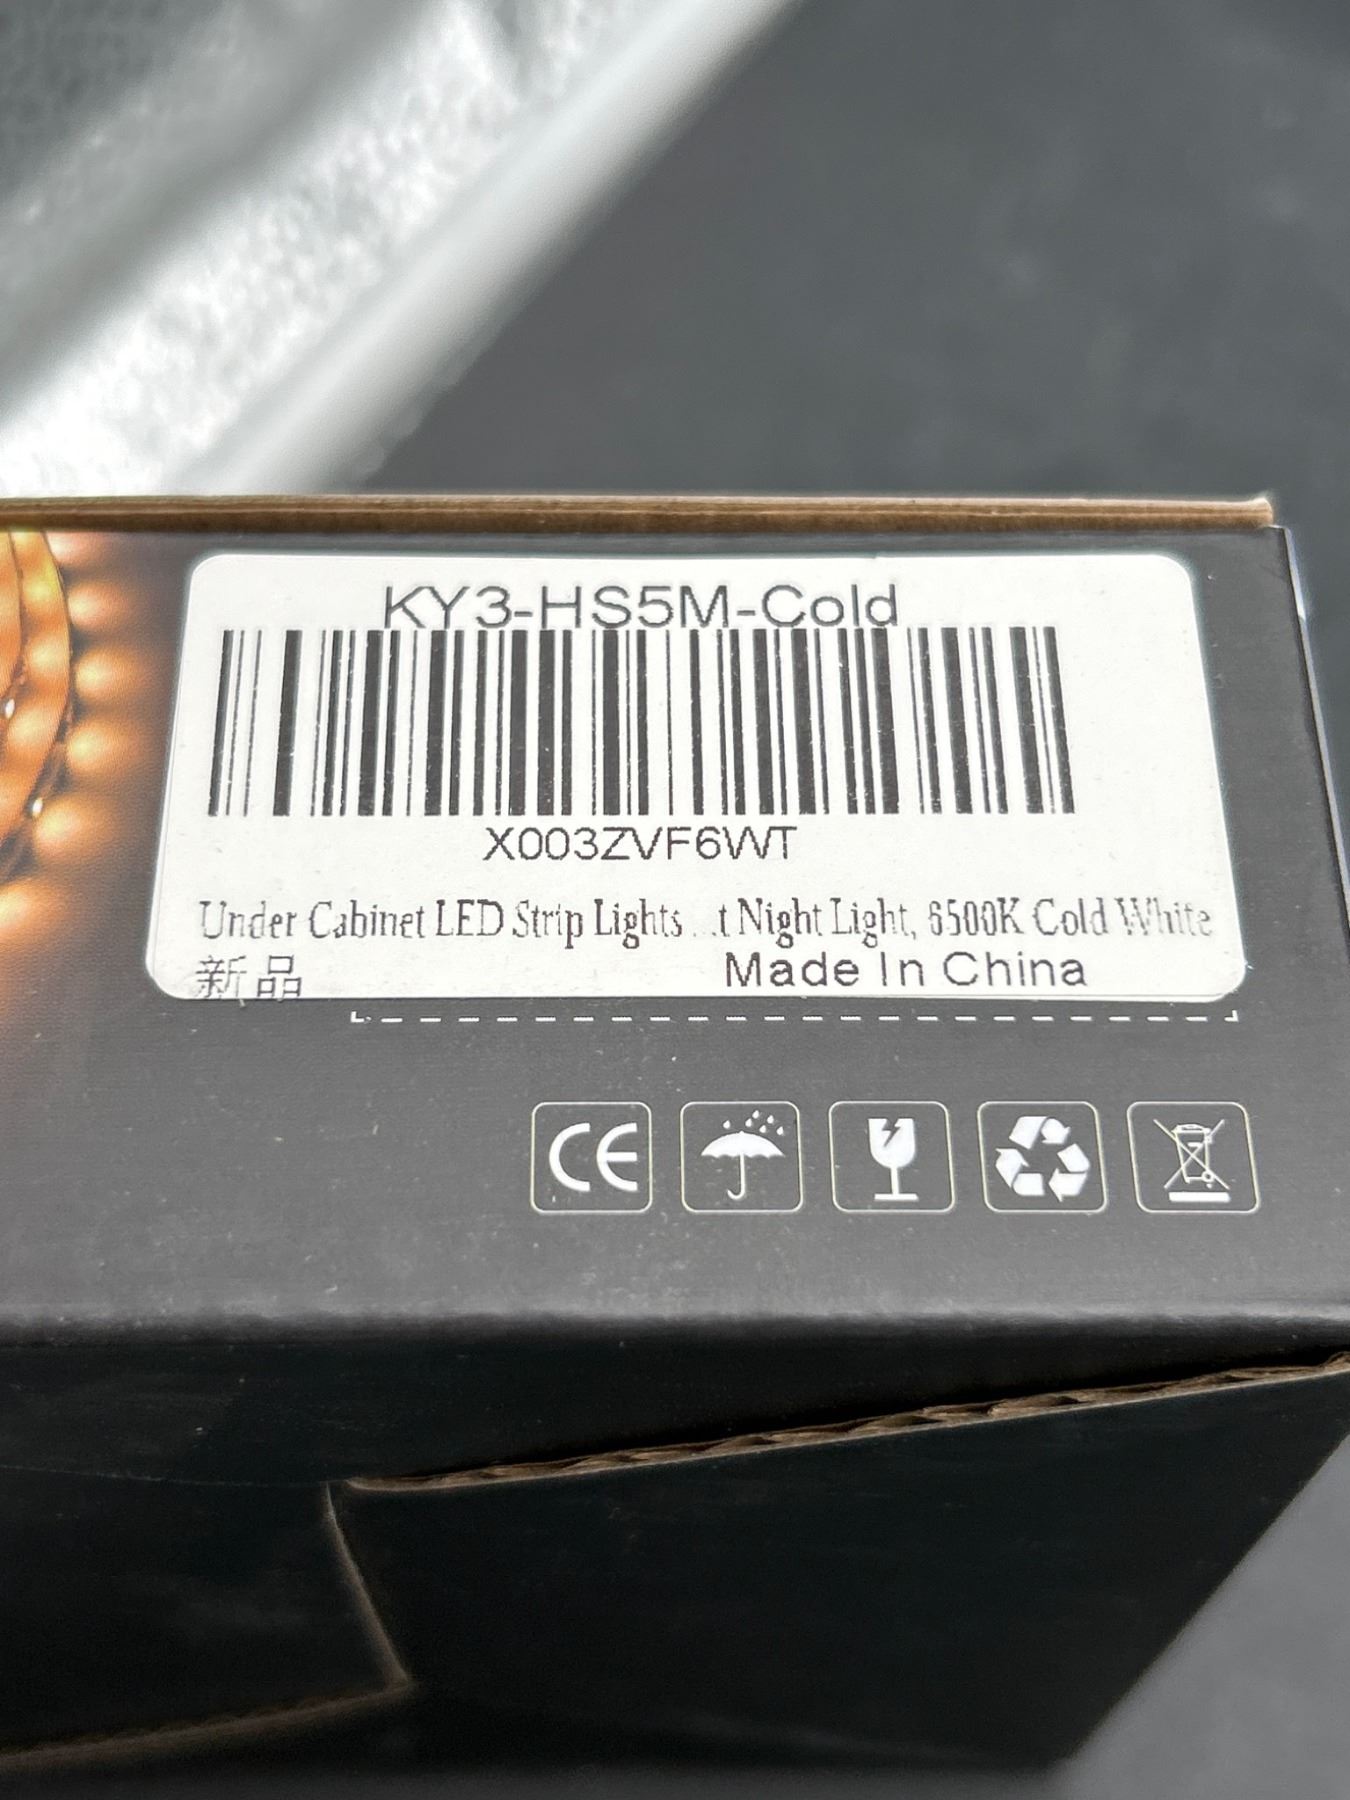 KY3-HS5M-Cold
X003ZVF6WT
Under Cabinet LED Strip Lights...t Night Light, 6500K Cold White
新品
Made In China
CE